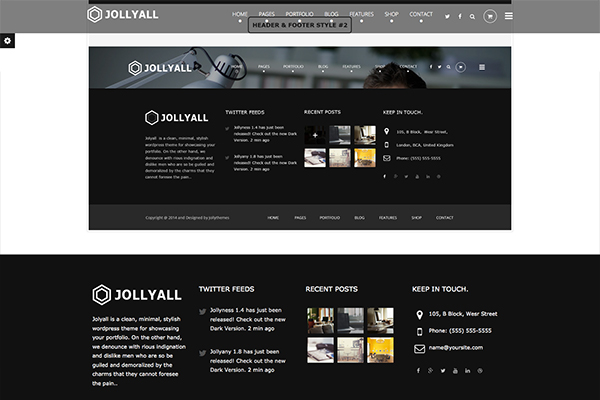 JOLLYALL
HOME PAGES PORTFOLIO BLOG FEATURES SHOP CONTACT
HEADER & FOOTER STYLE #2
JOLLYALL
HOME PAGES PORTFOLIO BLOG FEATURES SHOP CONTACT
JOLLYALL
Jolyall is a clean, minimal, stylish
wordpress theme for showcasing your
portfolio. On the other hand, we
denounce with rious indignation and
dislike men who are so be guiled and
demoralized by the charms that they
cannot foresee the pain...
TWITTER FEEDS
Jollyness 1.4 has just been
released! Check out the new Dark
Version. 2 min ago
Jollyany 1.8 has just been
released! Check out the new Dark
Version. 2 min ago
RECENT POSTS
KEEP IN TOUCH.
105, B Block, Wesr Street,
London, RCA, United Kingdom
Phone: (555) 555-5555
Copyright © 2014 and Designed by Jollythemes
HOME PAGES PORTFOLIO BLOG FEATURES SHOP CONTACT
JOLLYALL
Jolyall is a clean, minimal, stylish
wordpress theme for showcasing
your portfolio. On the other hand,
we denounce with rious indignation
and dislike men who are so be
guiled and demoralized by the
charms that they cannot foresee
the pain...
TWITTER FEEDS
Jollyness 1.4 has just been
released! Check out the new
Dark Version. 2 min ago
Jollyany 1.8 has just been
released! Check out the new
Dark Version. 2 min ago
RECENT POSTS
KEEP IN TOUCH.
105, B Block, Wesr Street
Phone: (555) 555-5555
name@yoursite.com